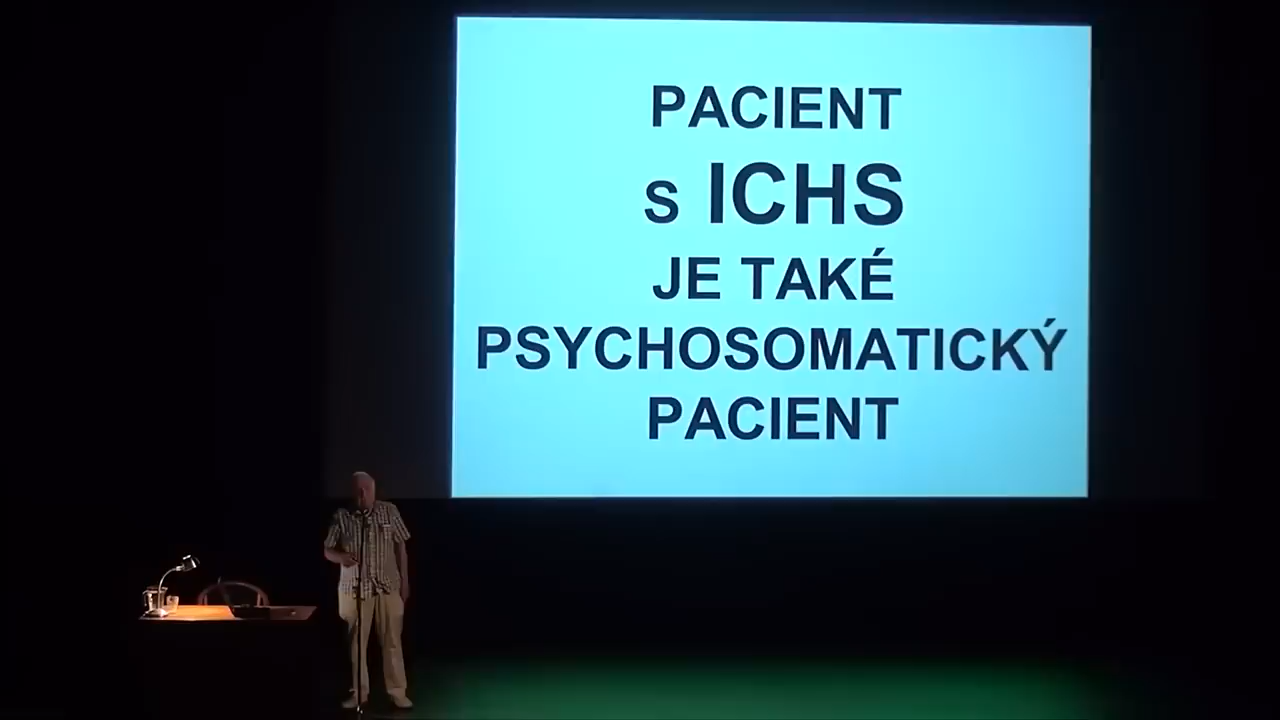 PACIENT
s ICHS
JE TAKÉ
PSYCHOSOMATICKÝ
PACIENT